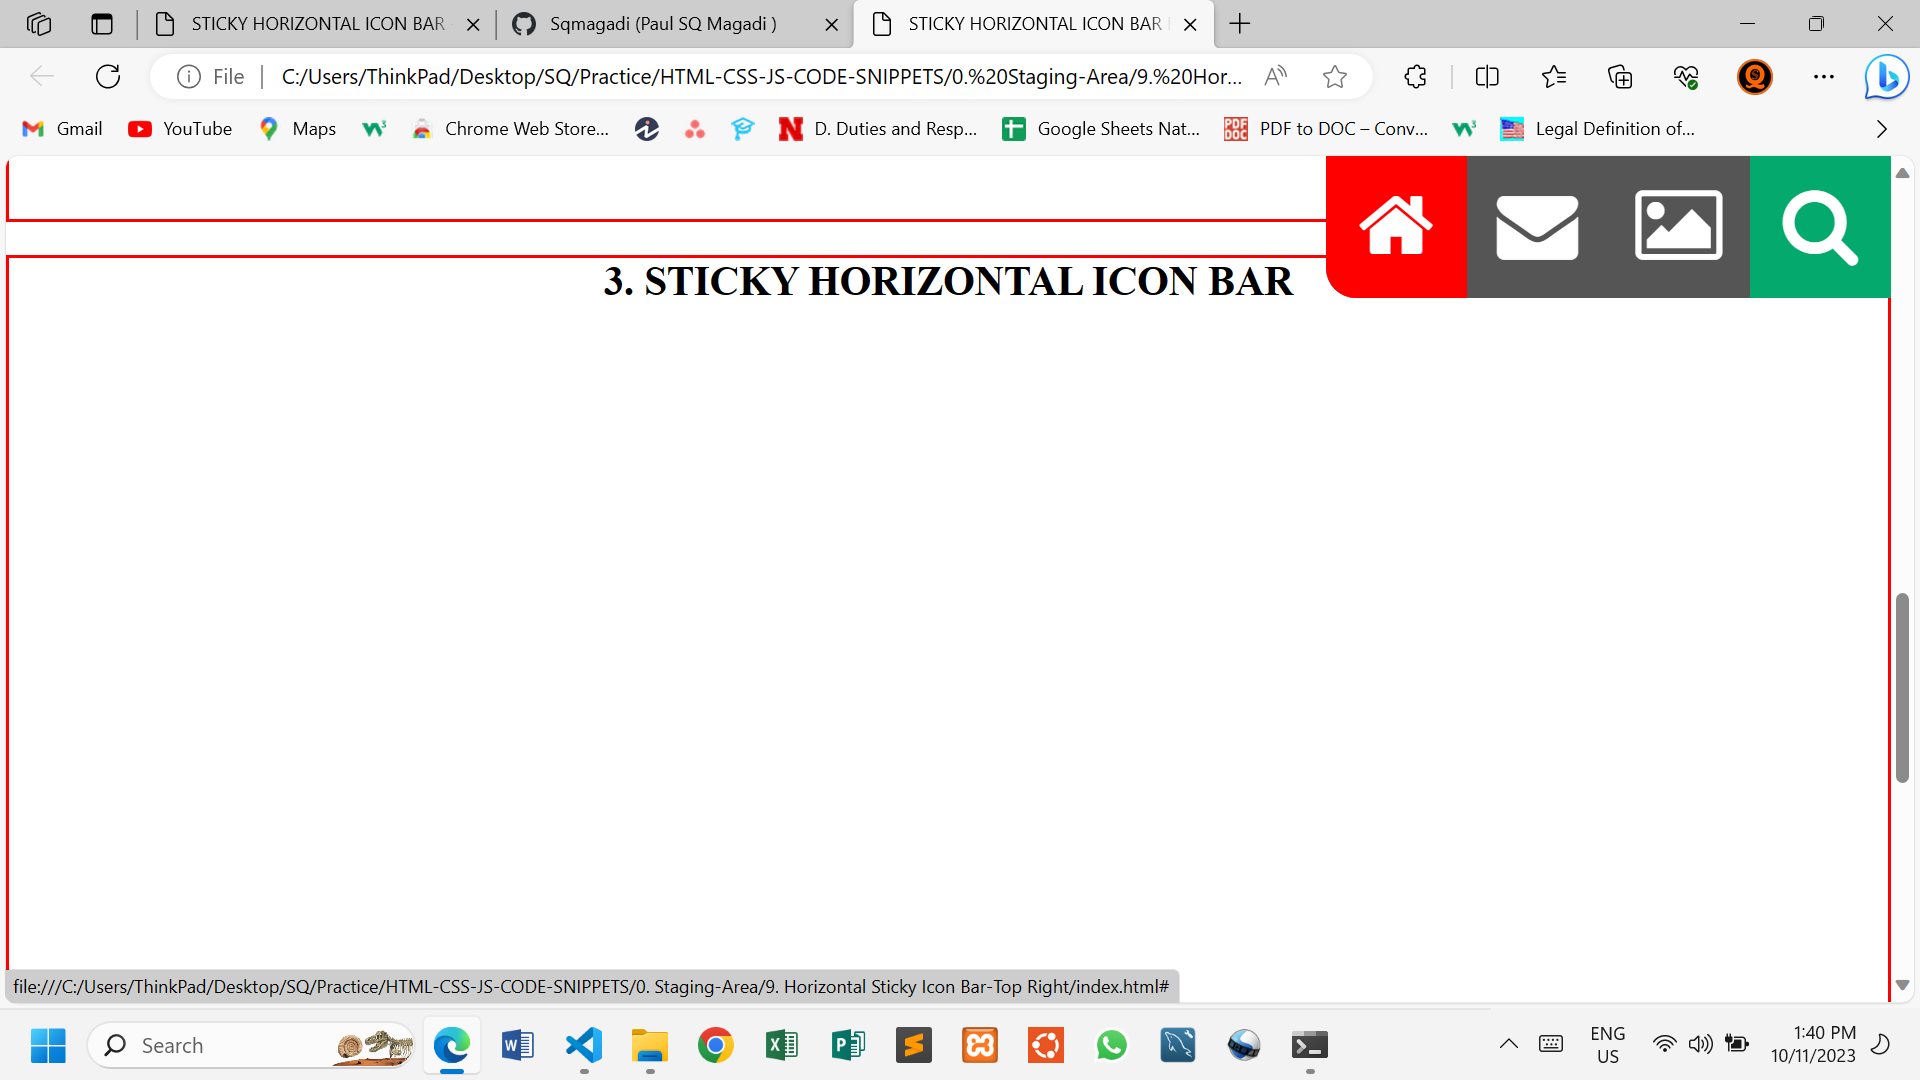 STICKY HORIZONTAL ICON BAR
Sqmagadi (Paul SQ Magadi )
STICKY HORIZONTAL ICON BAR
File
C:/Users/ThinkPad/Desktop/SQ/Practice/HTML-CSS-JS-CODE-SNIPPETS/0.%20Staging-Area/9.%20Hor...
Gmail
YouTube
Maps
Chrome Web Store...
D. Duties and Resp...
Google Sheets Nat...
PDF to DOC – Conv...
Legal Definition of...
3. STICKY HORIZONTAL ICON BAR
file:///C:/Users/ThinkPad/Desktop/SQ/Practice/HTML-CSS-JS-CODE-SNIPPETS/0. Staging-Area/9. Horizontal Sticky Icon Bar-Top Right/index.html#
Search
ENG
US
1:40 PM
10/11/2023